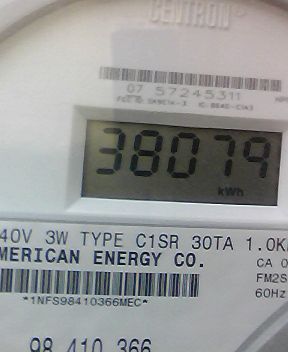 CENTRON®
07 57245311
38079
kWh
40V 3W TYPE C1SR 30TA 1.0K
MERICAN ENERGY CO.
CA 0
FM2S
60Hz
*1NFS98410366MEC*
98 410 366